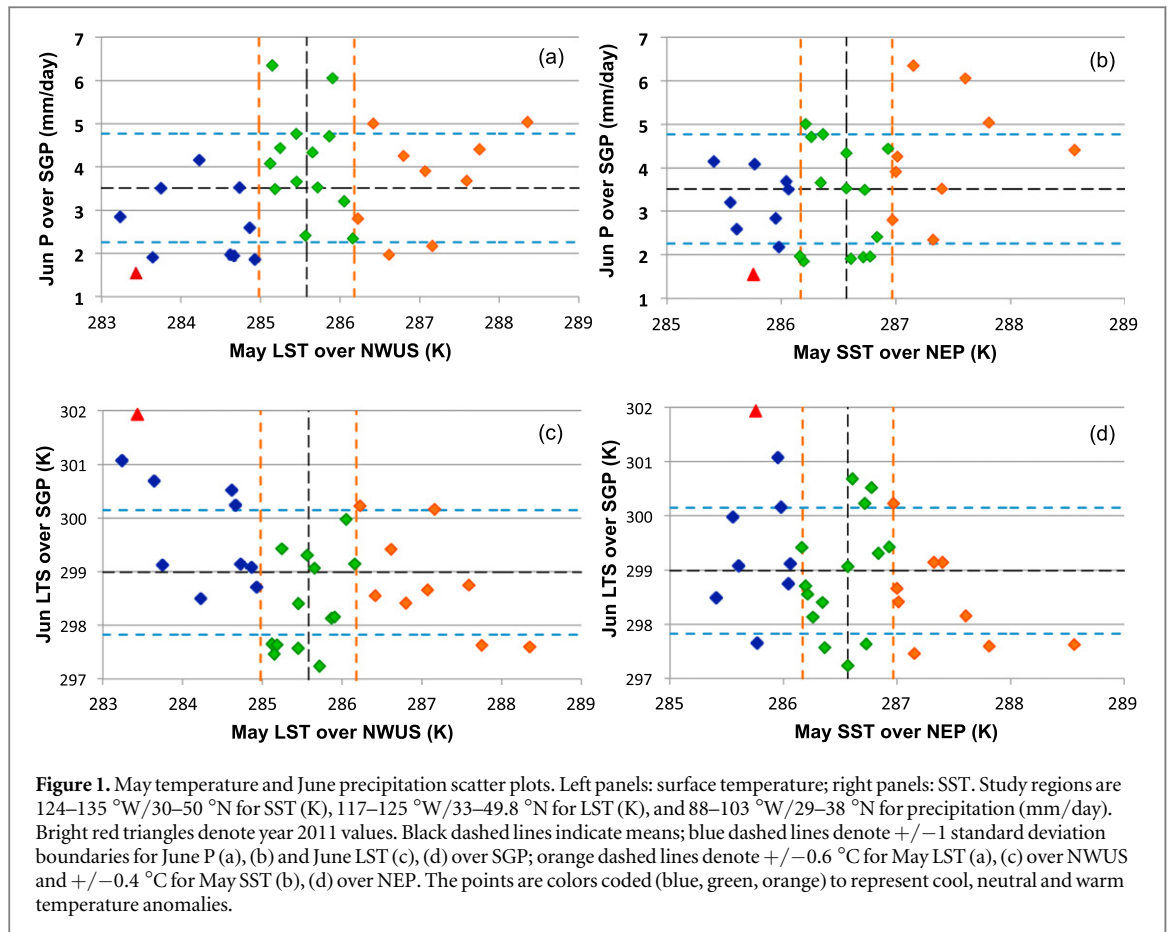 (a)
Jun P over SGP (mm/day)
7
6
5
4
3
2
1
283 284 285 286 287 288 289
May LST over NWUS (K)
(b)
Jun P over SGP (mm/day)
7
6
5
4
3
2
1
285 286 287 288 289
May SST over NEP (K)
(c)
Jun LTS over SGP (K)
302
301
300
299
298
297
283 284 285 286 287 288 289
May LST over NWUS (K)
(d)
Jun LTS over SGP (K)
302
301
300
299
298
297
285 286 287 288 289
May SST over NEP (K)
Figure 1. May temperature and June precipitation scatter plots. Left panels: surface temperature; right panels: SST. Study regions are
124–135 °W/30–50 °N for SST (K), 117–125 °W/33–49.8 °N for LST (K), and 88–103 °W/29–38 °N for precipitation (mm/day).
Bright red triangles denote year 2011 values. Black dashed lines indicate means; blue dashed lines denote +/−1 standard deviation
boundaries for June P (a), (b) and June LST (c), (d) over SGP; orange dashed lines denote +/−0.6 °C for May LST (a), (c) over NWUS
and +/−0.4 °C for May SST (b), (d) over NEP. The points are colors coded (blue, green, orange) to represent cool, neutral and warm
temperature anomalies.